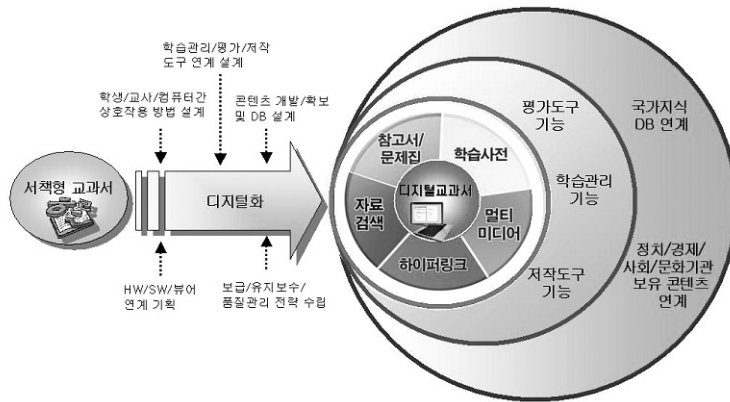 학습관리/평가/저작
도구 연계 설계
학생/교사/컴퓨터간
상호작용 방법 설계
콘텐츠 개발/확보
및 DB 설계
서책형 교과서
디지털화
HW/SW/뷰어
연계 기획
보급/유지보수/
품질관리 전략 수립
참고서/
문제집
학습사전
디지털교과서
자료
검색
멀티
미디어
하이퍼링크
평가도구
기능
학습관리
기능
저작도구
기능
국가지식
DB 연계
정치/경제/
사회/문화기관
보유 콘텐츠
연계